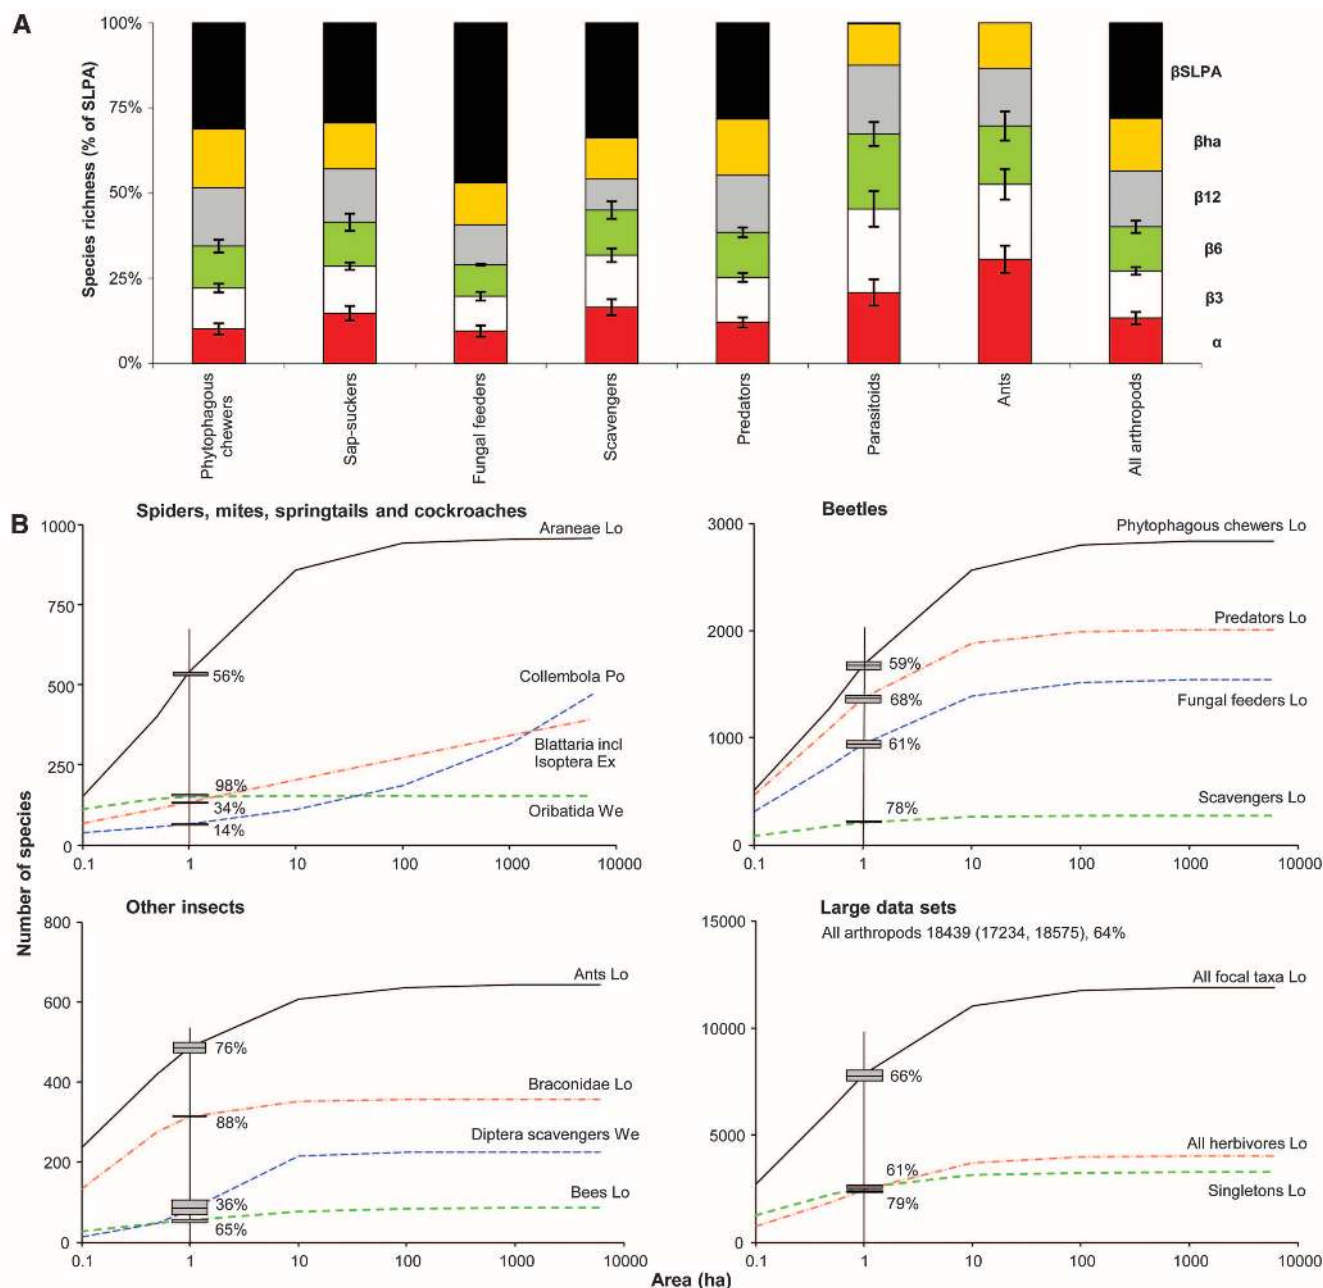 A
Species richness (% of SLPA)
100%
75%
50%
25%
0%
βSLPA
βha
β12
β6
β3
α
Phytophagous
chewers
Sap-suckers
Fungal feeders
Scavengers
Predators
Parasitoids
Ants
All arthropods
B
Number of species
Spiders, mites, springtails and cockroaches
1000
750
500
250
0
Araneae Lo
56%
Collembola Po
Blattaria incl
Isoptera Ex
98%
34%
14%
Oribatida We
0.1 1 10 100 1000 10000
Beetles
3000
2000
1000
0
Phytophagous chewers Lo
Predators Lo
59%
68%
Fungal feeders Lo
61%
78%
Scavengers Lo
0.1 1 10 100 1000 10000
Other insects
800
600
400
200
0
Ants Lo
76%
Braconidae Lo
88%
Diptera scavengers We
36%
Bees Lo
65%
0.1 1 10 100 1000 10000
Large data sets
All arthropods 18439 (17234, 18575), 64%
15000
10000
5000
0
All focal taxa Lo
66%
All herbivores Lo
61%
79%
Singletons Lo
0.1 1 10 100 1000 10000
Area (ha)